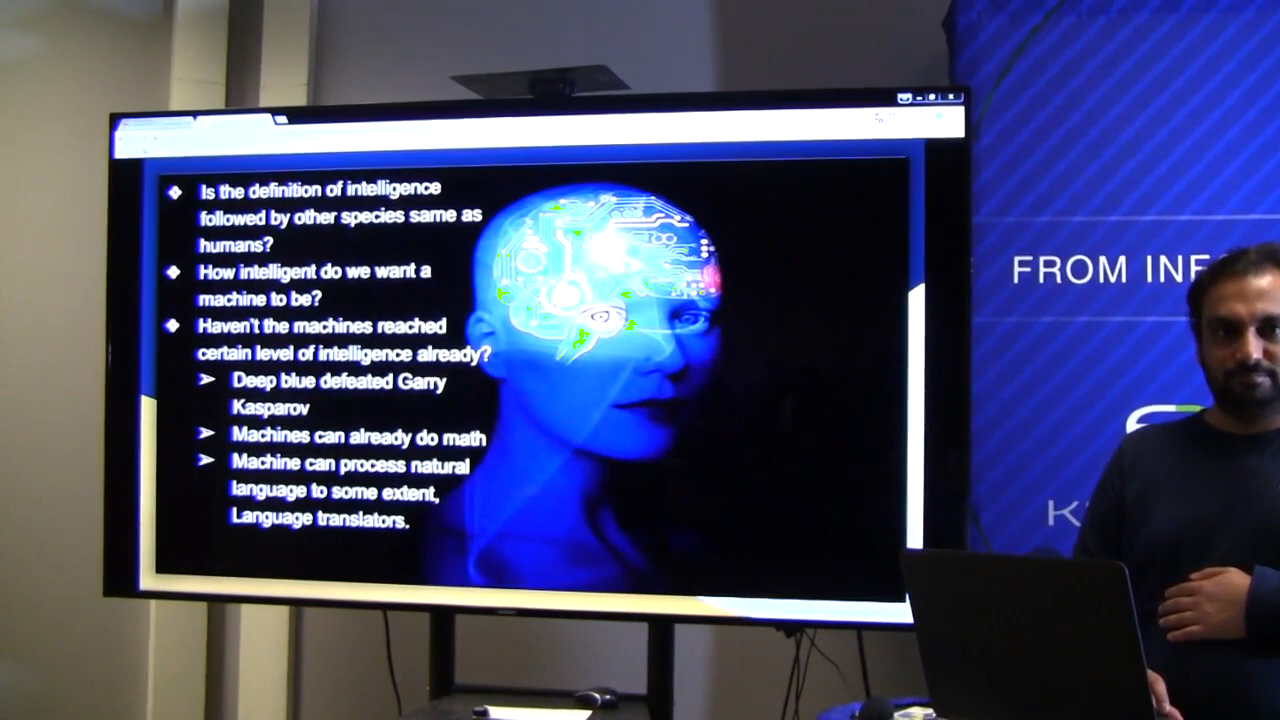 Is the definition of intelligence
followed by other species same as
humans?
How intelligent do we want a
machine to be?
Haven't the machines reached
certain level of intelligence already?
Deep blue defeated Garry
Kasparov
Machines can already do math
Machine can process natural
language to some extent,
Language translators.
FROM